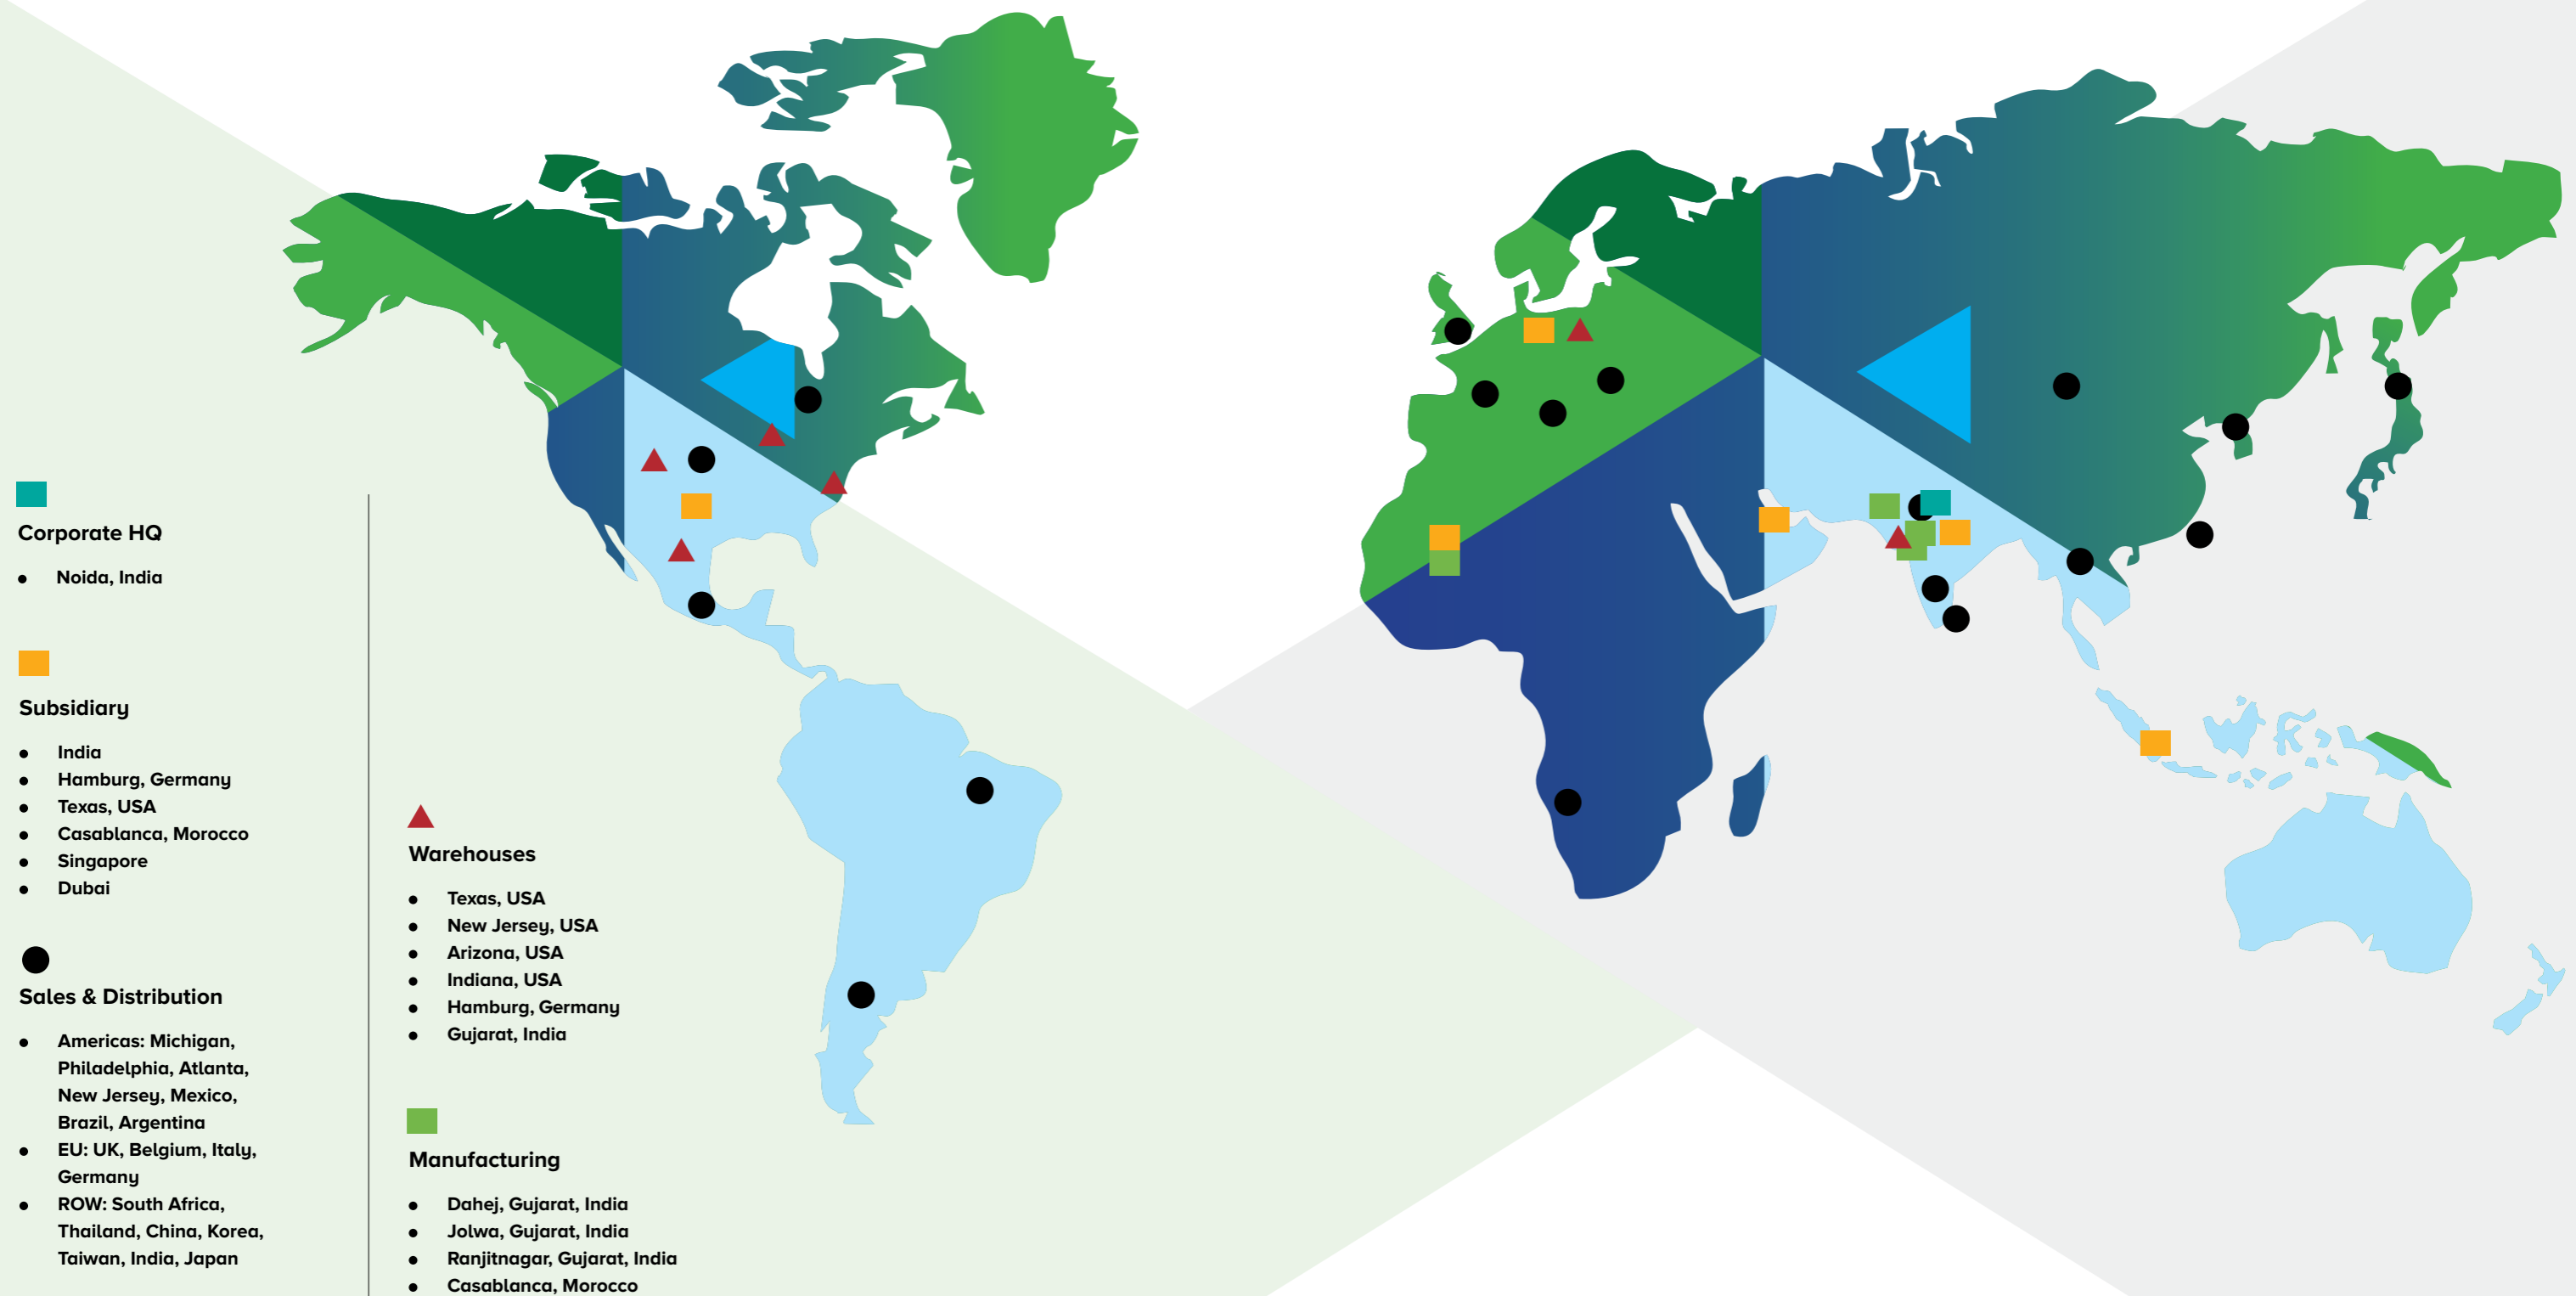 Corporate HQ
• Noida, India
Subsidiary
• India
• Hamburg, Germany
• Texas, USA
• Casablanca, Morocco
• Singapore
• Dubai
Sales & Distribution
• Americas: Michigan,
Philadelphia, Atlanta,
New Jersey, Mexico,
Brazil, Argentina
• EU: UK, Belgium, Italy,
Germany
• ROW: South Africa,
Thailand, China, Korea,
Taiwan, India, Japan
Warehouses
• Texas, USA
• New Jersey, USA
• Arizona, USA
• Indiana, USA
• Hamburg, Germany
• Gujarat, India
Manufacturing
• Dahej, Gujarat, India
• Jolwa, Gujarat, India
• Ranjitnagar, Gujarat, India
• Casablanca, Morocco